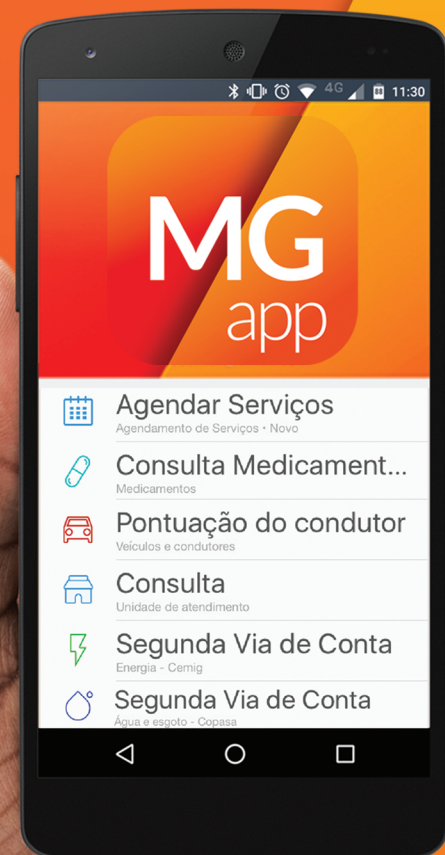 4G 11:30
MG
app
Agendar Serviços
Agendamento de Serviços • Novo
Consulta Medicament...
Medicamentos
Pontuação do condutor
Veículos e condutores
Consulta
Unidade de atendimento
Segunda Via de Conta
Energia - Cemig
Segunda Via de Conta
Água e esgoto - Copasa